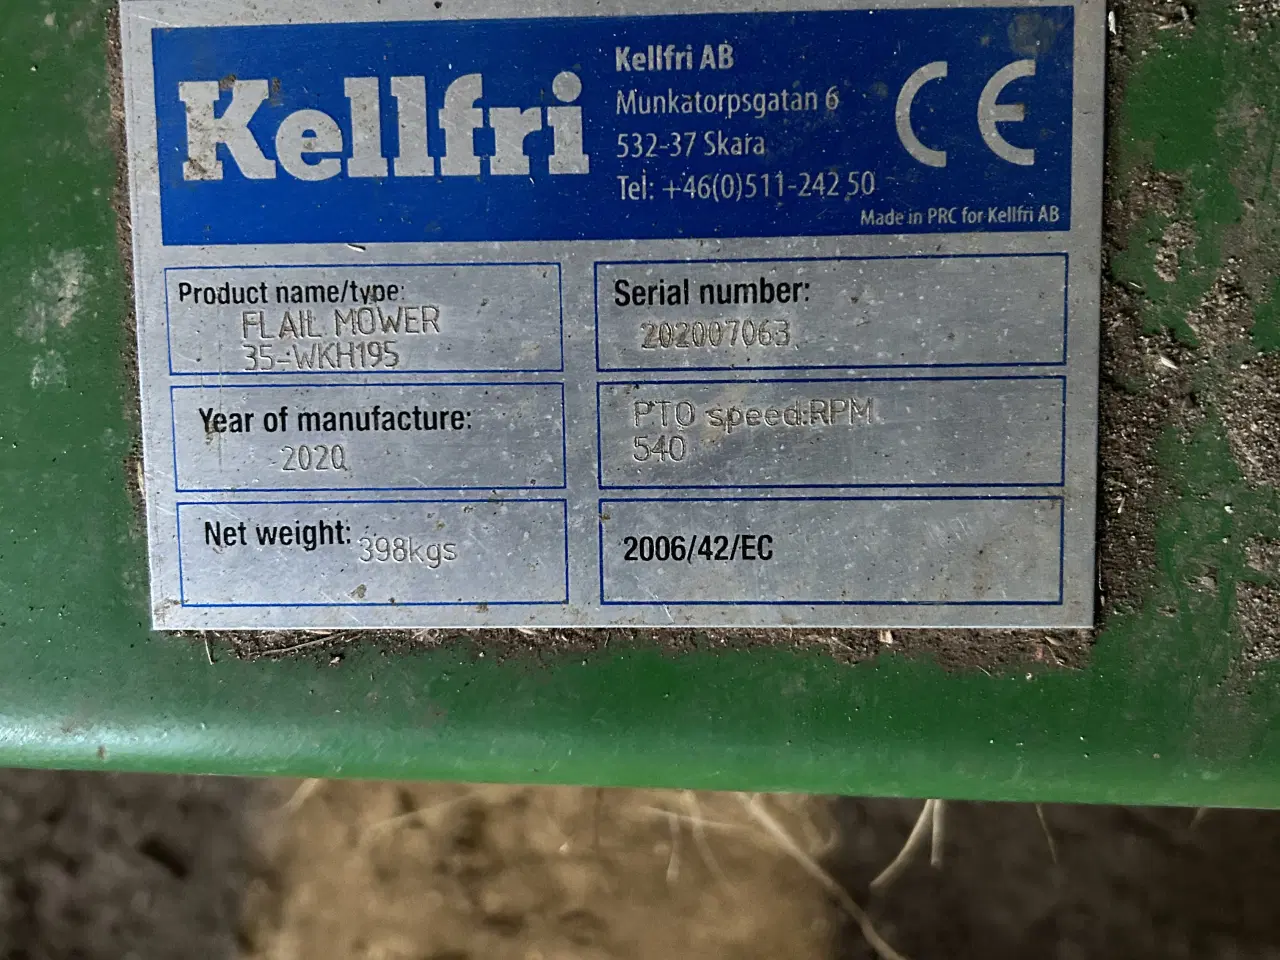 Kellfri
Kellfri AB
Munkatorpsgatan 6
532-37 Skara
Tel: +46(0)511-242 50
CE
Made in PRC for Kellfri AB
Product name/type:
FLAIL MOWER
35-WKH195
Serial number:
202007063
Year of manufacture:
2020
PTO speed:RPM
540
Net weight: 398kgs
2006/42/EC